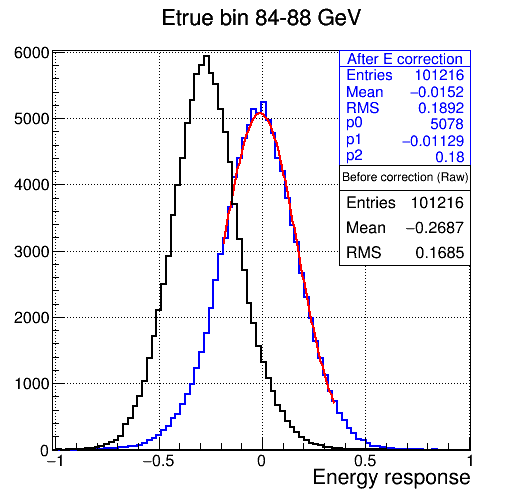 Etrue bin 84-88 GeV
After E correction
Entries 101216
Mean −0.0152
RMS 0.1892
p0 5078
p1 −0.01129
p2 0.18
Before correction (Raw)
Entries 101216
Mean −0.2687
RMS 0.1685
6000
5000
4000
3000
2000
1000
0
−1 −0.5 0 0.5 1
Energy response